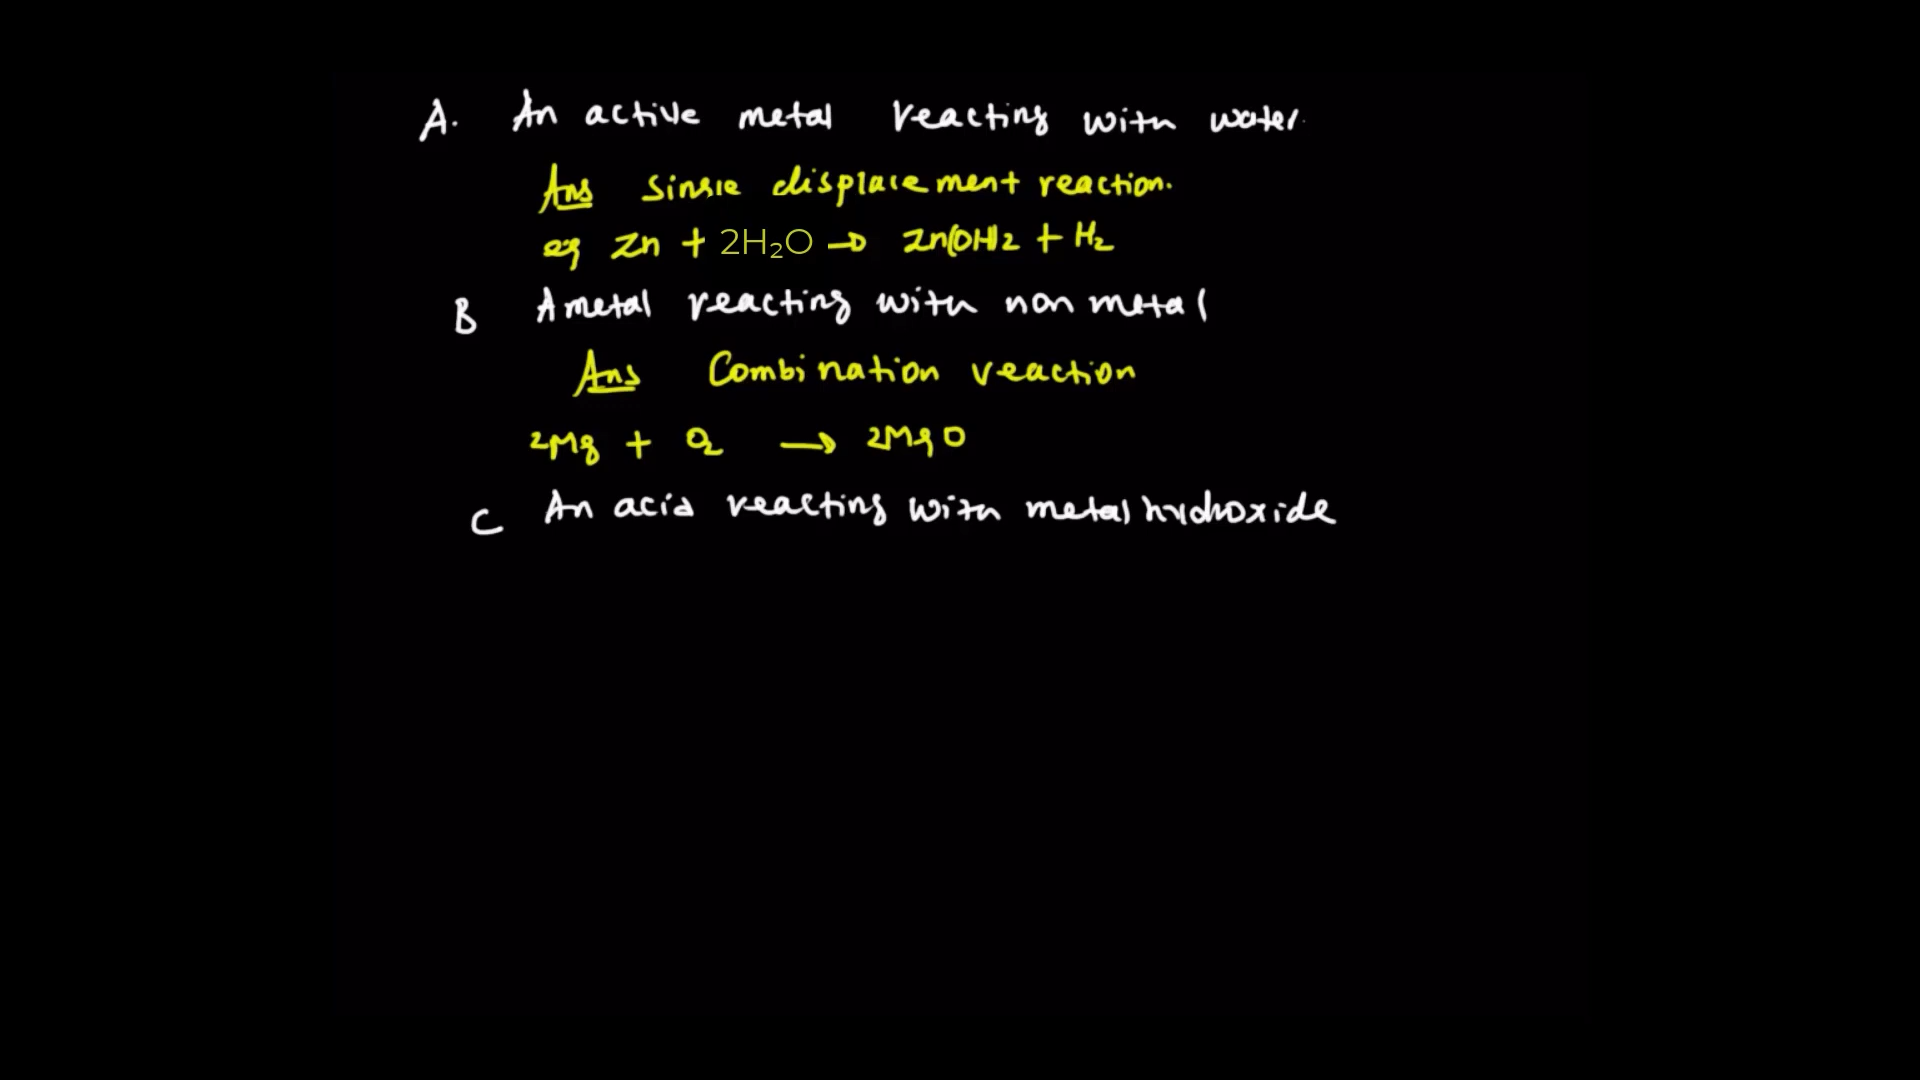 A. An active metal reacting with water.
Ans single displacement reaction.
eg Zn + 2H₂O → Zn(OH)2 + H2
B A metal reacting with non metal
Ans Combination reaction
2Mg + O2 → 2MgO
C An acid reacting with metal hydroxide